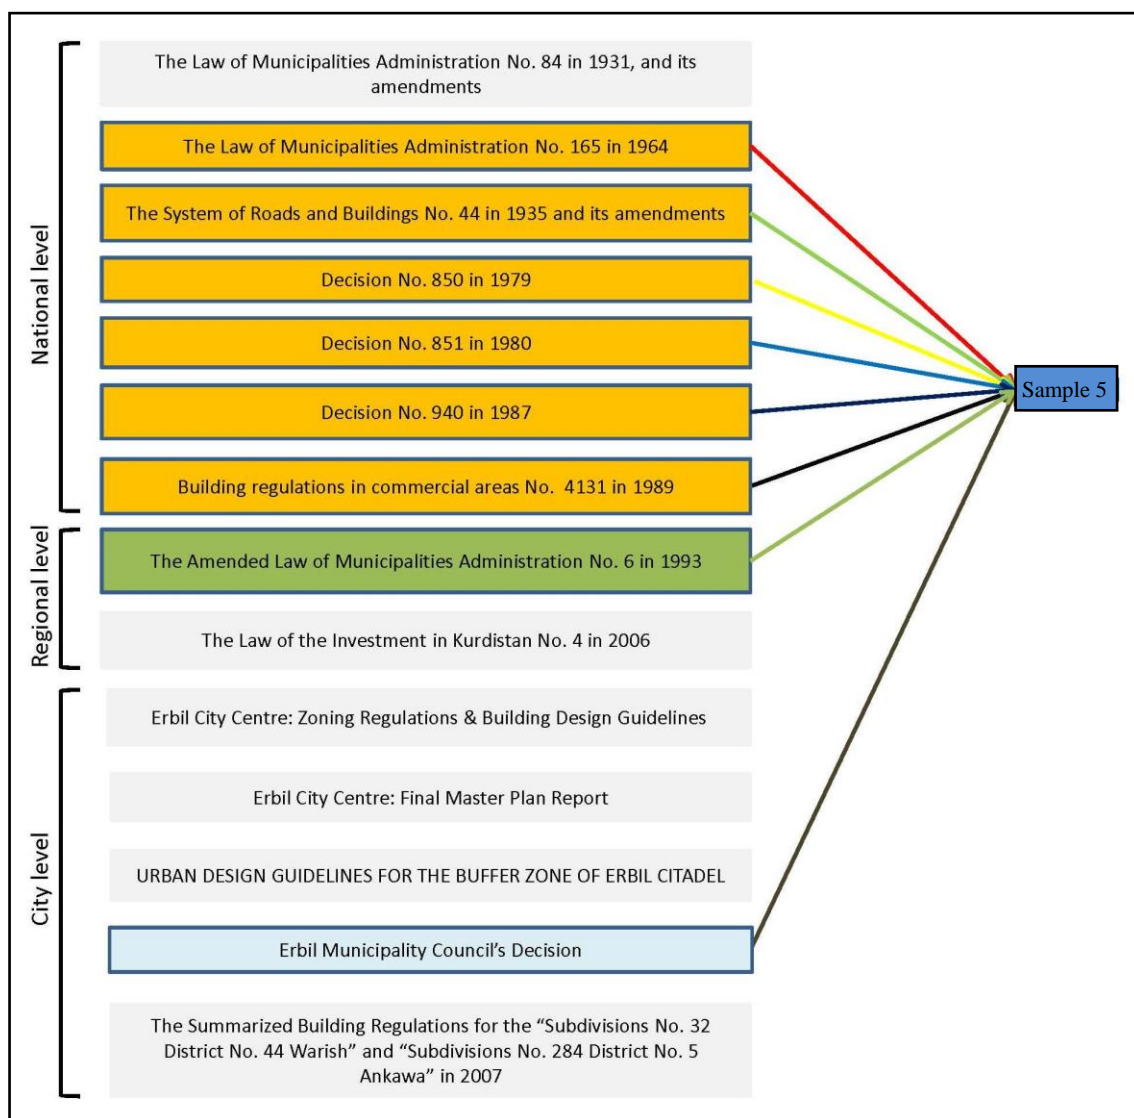 National level
The Law of Municipalities Administration No. 84 in 1931, and its
amendments
The Law of Municipalities Administration No. 165 in 1964
The System of Roads and Buildings No. 44 in 1935 and its amendments
Decision No. 850 in 1979
Decision No. 851 in 1980
Decision No. 940 in 1987
Building regulations in commercial areas No. 4131 in 1989
Regional level
The Amended Law of Municipalities Administration No. 6 in 1993
The Law of the Investment in Kurdistan No. 4 in 2006
City level
Erbil City Centre: Zoning Regulations & Building Design Guidelines
Erbil City Centre: Final Master Plan Report
URBAN DESIGN GUIDELINES FOR THE BUFFER ZONE OF ERBIL CITADEL
Erbil Municipality Council’s Decision
The Summarized Building Regulations for the “Subdivisions No. 32
District No. 44 Warish” and “Subdivisions No. 284 District No. 5
Ankawa” in 2007
Sample 5